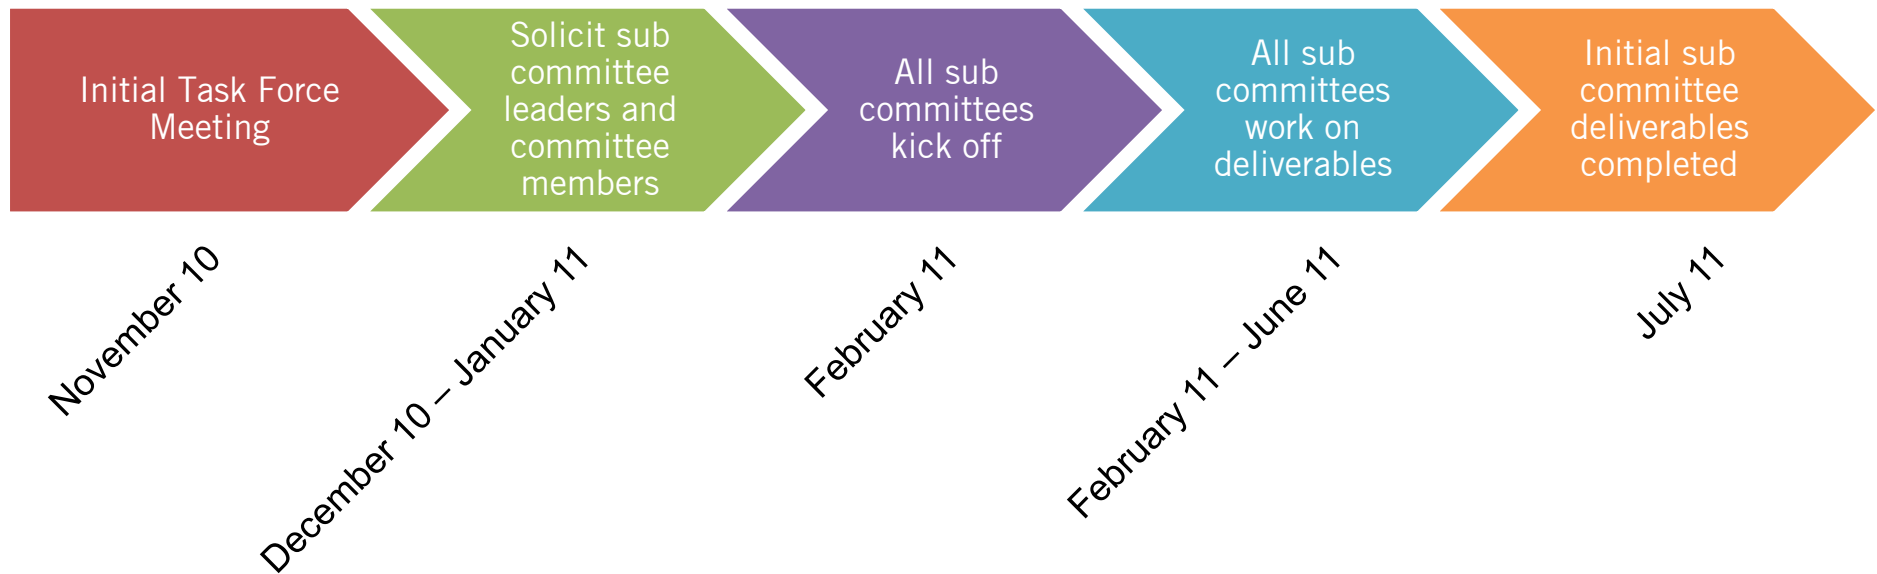 Initial Task Force
Meeting
Solicit sub
committee
leaders and
committee
members
All sub
committees
kick off
All sub
committees
work on
deliverables
Initial sub
committee
deliverables
completed
November 10
December 10 – January 11
February 11
February 11 – June 11
July 11